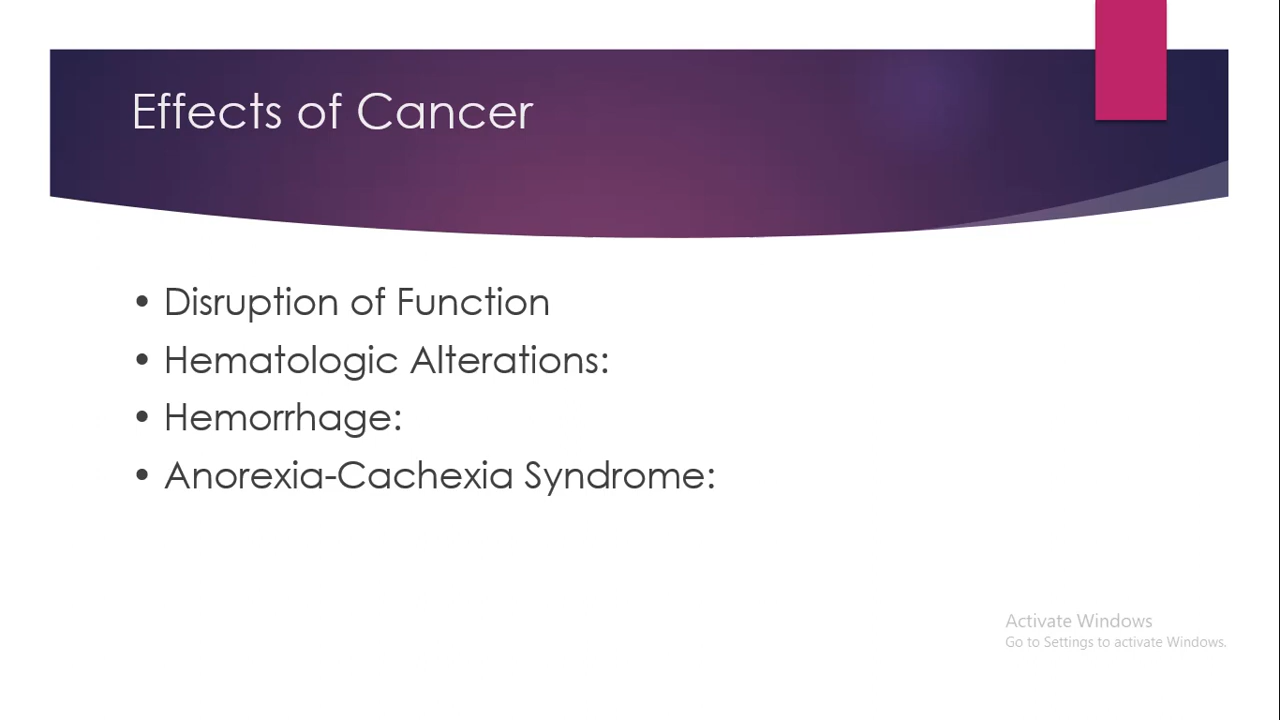 Effects of Cancer
• Disruption of Function
• Hematologic Alterations:
• Hemorrhage:
• Anorexia-Cachexia Syndrome:
Activate Windows
Go to Settings to activate Windows.